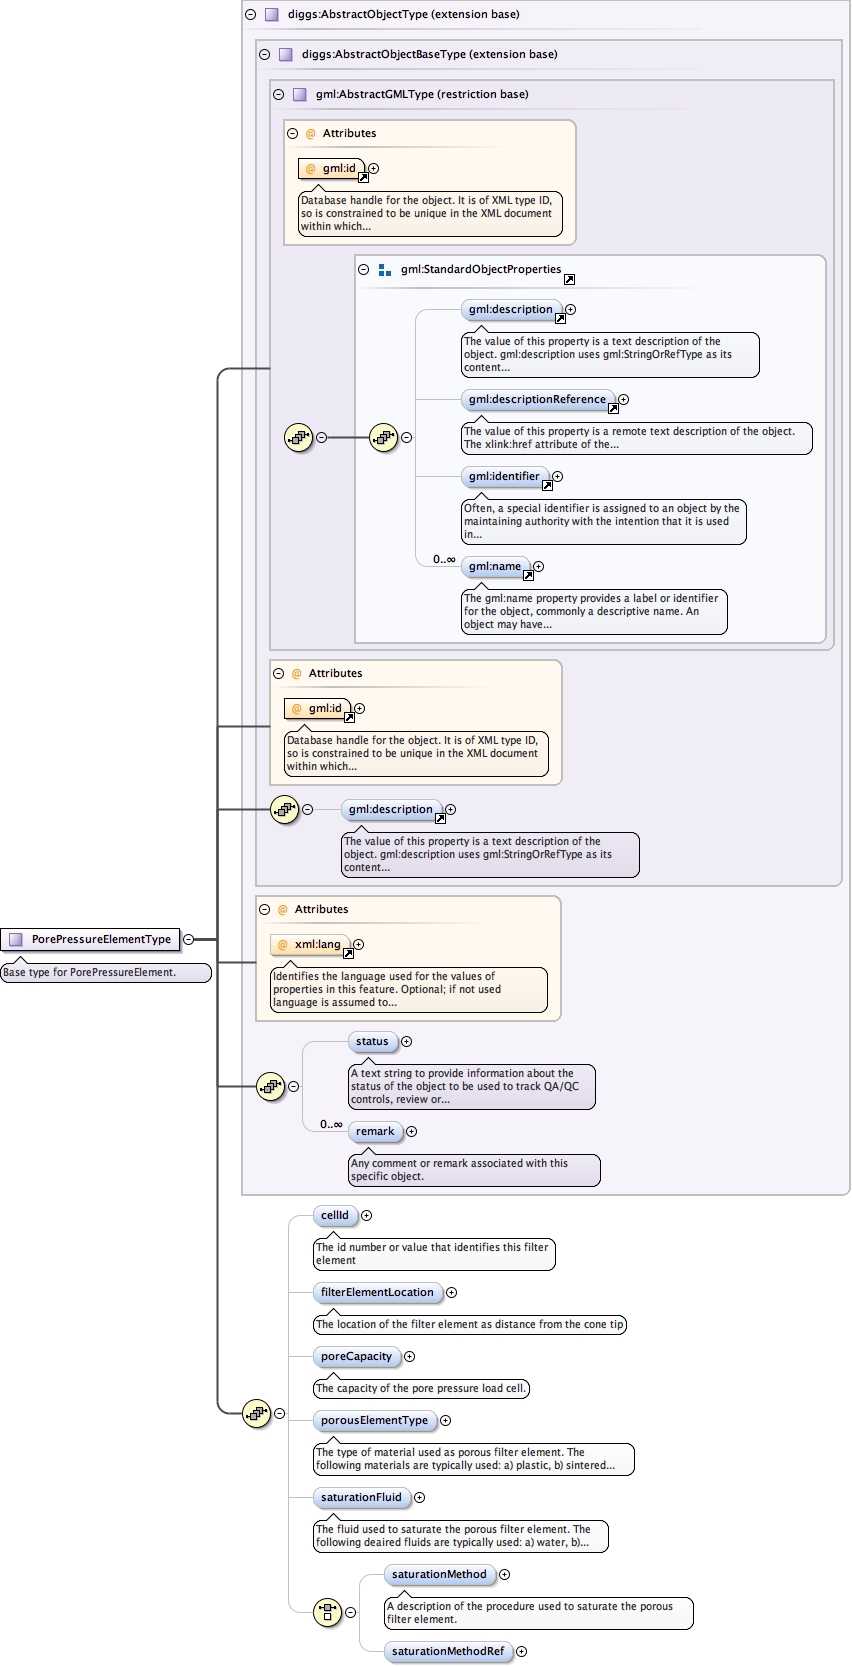 diggs:AbstractObjectType (extension base)
diggs:AbstractObjectBaseType (extension base)
gml:AbstractGMLType (restriction base)
@ Attributes
@ gml:id
Database handle for the object. It is of XML type ID,
so is constrained to be unique in the XML document
within which...
gml:StandardObjectProperties
gml:description
The value of this property is a text description of the
object. gml:description uses gml:StringOrRefType as its
content...
gml:descriptionReference
The value of this property is a remote text description of the object.
The xlink:href attribute of the...
gml:identifier
Often, a special identifier is assigned to an object by the
maintaining authority with the intention that it is used
in...
0..∞
gml:name
The gml:name property provides a label or identifier
for the object, commonly a descriptive name. An
object may have...
@ Attributes
@ gml:id
Database handle for the object. It is of XML type ID,
so is constrained to be unique in the XML document
within which...
gml:description
The value of this property is a text description of the
object. gml:description uses gml:StringOrRefType as its
content...
@ Attributes
PorePressureElementType
Base type for PorePressureElement.
@ xml:lang
Identifies the language used for the values of
properties in this feature. Optional; if not used
language is assumed to...
status
A text string to provide information about the
status of the object to be used to track QA/QC
controls, review or...
0..∞
remark
Any comment or remark associated with this
specific object.
cellId
The id number or value that identifies this filter
element
filterElementLocation
The location of the filter element as distance from the cone tip
poreCapacity
The capacity of the pore pressure load cell.
porousElementType
The type of material used as porous filter element. The
following materials are typically used: a) plastic, b) sintered...
saturationFluid
The fluid used to saturate the porous filter element. The
following deaired fluids are typically used: a) water, b)...
saturationMethod
A description of the procedure used to saturate the porous
filter element.
saturationMethodRef